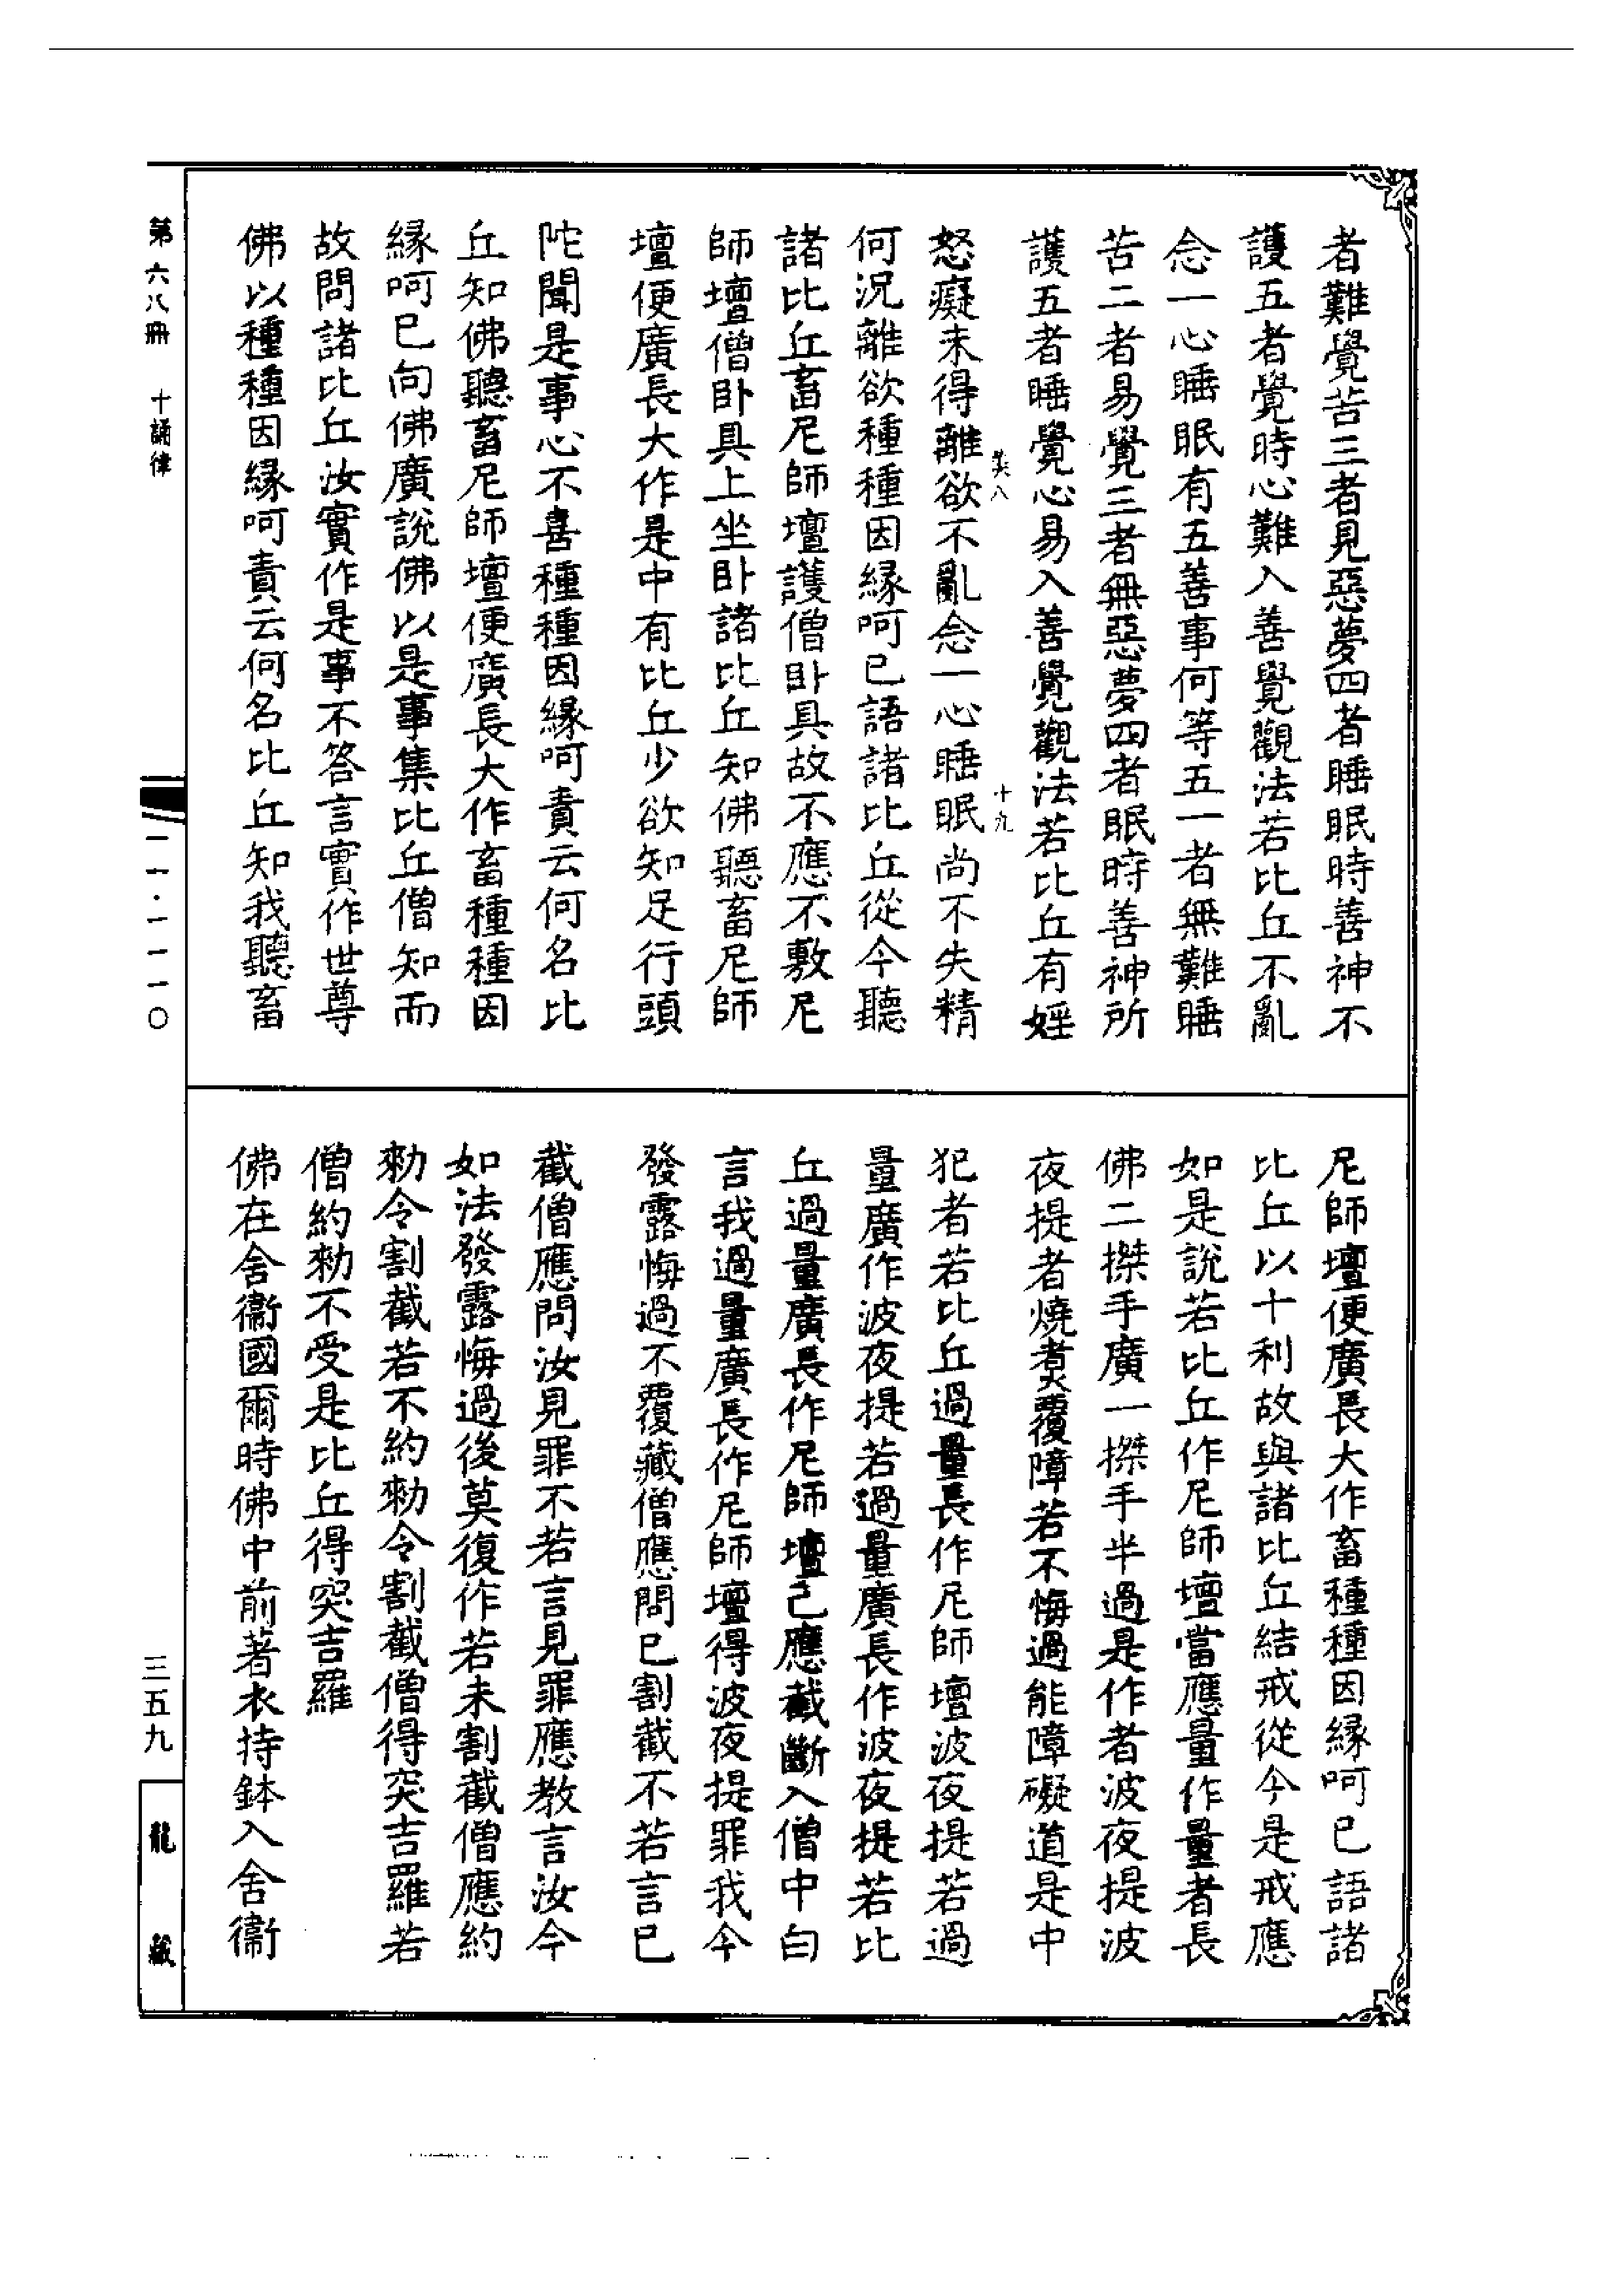 者難覺苦三者見惡夢四者睡眠時善神不
護五者覺時心難入善覺觀法若比丘不亂
念一心睡眠有五善事何等五一者無難睡
苦二者易覺三者無惡夢四者眠時善神所
護五者睡覺心易入善覺觀法若比丘有婬
十九
怒癡未得離欲不亂念一心睡眠尚不失精
何況離欲種種因緣呵已語諸比丘從今聽
諸比丘畜尼師壇護僧卧具故不應不敷尼
師壇僧卧具上坐卧諸比丘知佛聽畜尼師
壇便廣長大作是中有比丘少欲知足行頭
陀聞是事心不喜種種因緣呵責云何名比
丘知佛聽畜尼師壇便廣長大作畜種種因
緣呵已向佛廣說佛以是事集比丘僧知而
故問諸比丘汝實作是事不答言實作世尊
佛以種種因緣呵責云何名比丘知我聽畜
尼師壇便廣長大作畜種種因緣呵已語諸
比丘以十利故與諸比丘結戒從今是戒應
如是說若比丘作尼師壇當應量作量者長
佛二搩手廣一搩手半過是作者波夜提波
夜提者燒煑覆障若不悔過能障礙道是中
犯者若比丘過量長作尼師壇波夜提若過
量廣作波夜提若過量廣長作波夜提若比
丘過量廣長作尼師壇已應截斷入僧中白
言我過量廣長作尼師壇得波夜提罪我今
發露悔過不覆藏僧應問已割截不若言已
截僧應問汝見罪不若言見罪應教言汝今
如法發露悔過後莫復作若未割截僧應約
勑令割截若不約勑令割截僧得突吉羅若
僧約勑不受是比丘得突吉羅
佛在舍衞國爾時佛中前著衣持鉢入舍衞
第六八冊 十誦律
一一·一一一〇
三五九
龍藏